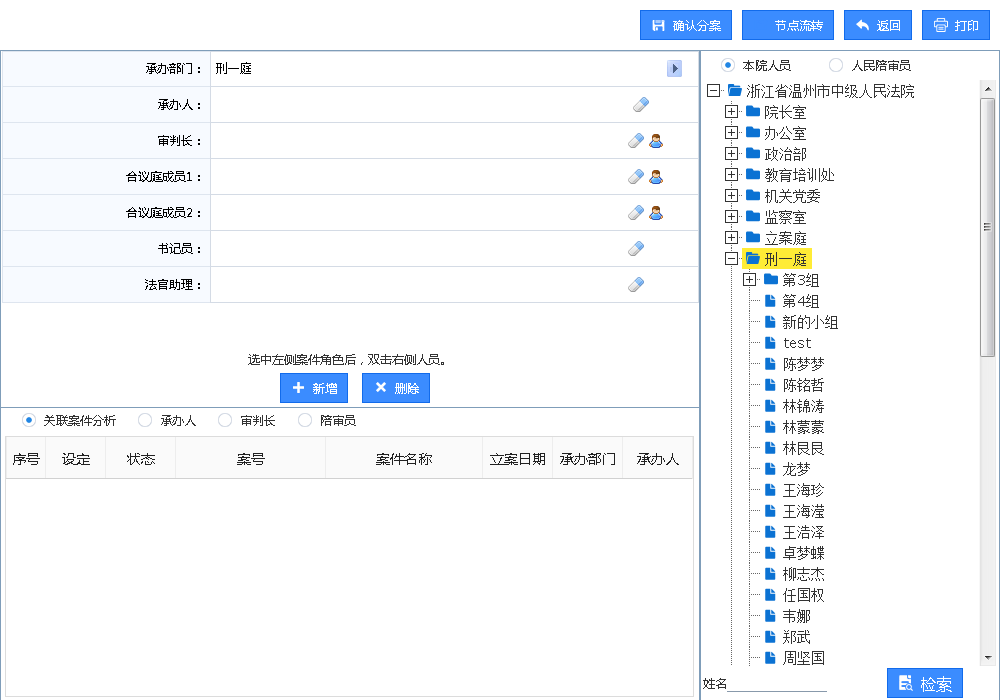 确认分案 节点流转 返回 打印
承办部门： 刑一庭
承办人：
审判长：
合议庭成员1：
合议庭成员2：
书记员：
法官助理：
选中左侧案件角色后，双击右侧人员。
新增 删除
关联案件分析 承办人 审判长 陪审员
序号 设定 状态 案号 案件名称 立案日期 承办部门 承办人
本院人员 人民陪审员
浙江省温州市中级人民法院
院长室
办公室
政治部
教育培训处
机关党委
监察室
立案庭
刑一庭
第3组
第4组
新的小组
test
陈梦梦
陈铭哲
林锦涛
林蒙蒙
林艮艮
龙梦
王海珍
王海滢
王浩泽
卓梦蝶
柳志杰
任国权
韦娜
郑武
周坚国
姓名 检索